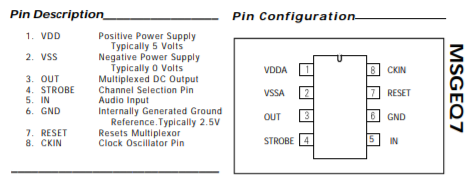 Pin Description
1. VDD Positive Power Supply
Typically 5 Volts
2. VSS Negative Power Supply
Typically 0 Volts
3. OUT Multiplexed DC Output
4. STROBE Channel Selection Pin
5. IN Audio Input
6. GND Internally Generated Ground
Reference.Typically 2.5V
7. RESET Resets Multiplexor
8. CKIN Clock Oscillator Pin
Pin Configuration
VDDA 1 8 CKIN
VSSA 2 7 RESET
OUT 3 6 GND
STROBE 4 5 IN
MSGEQ7